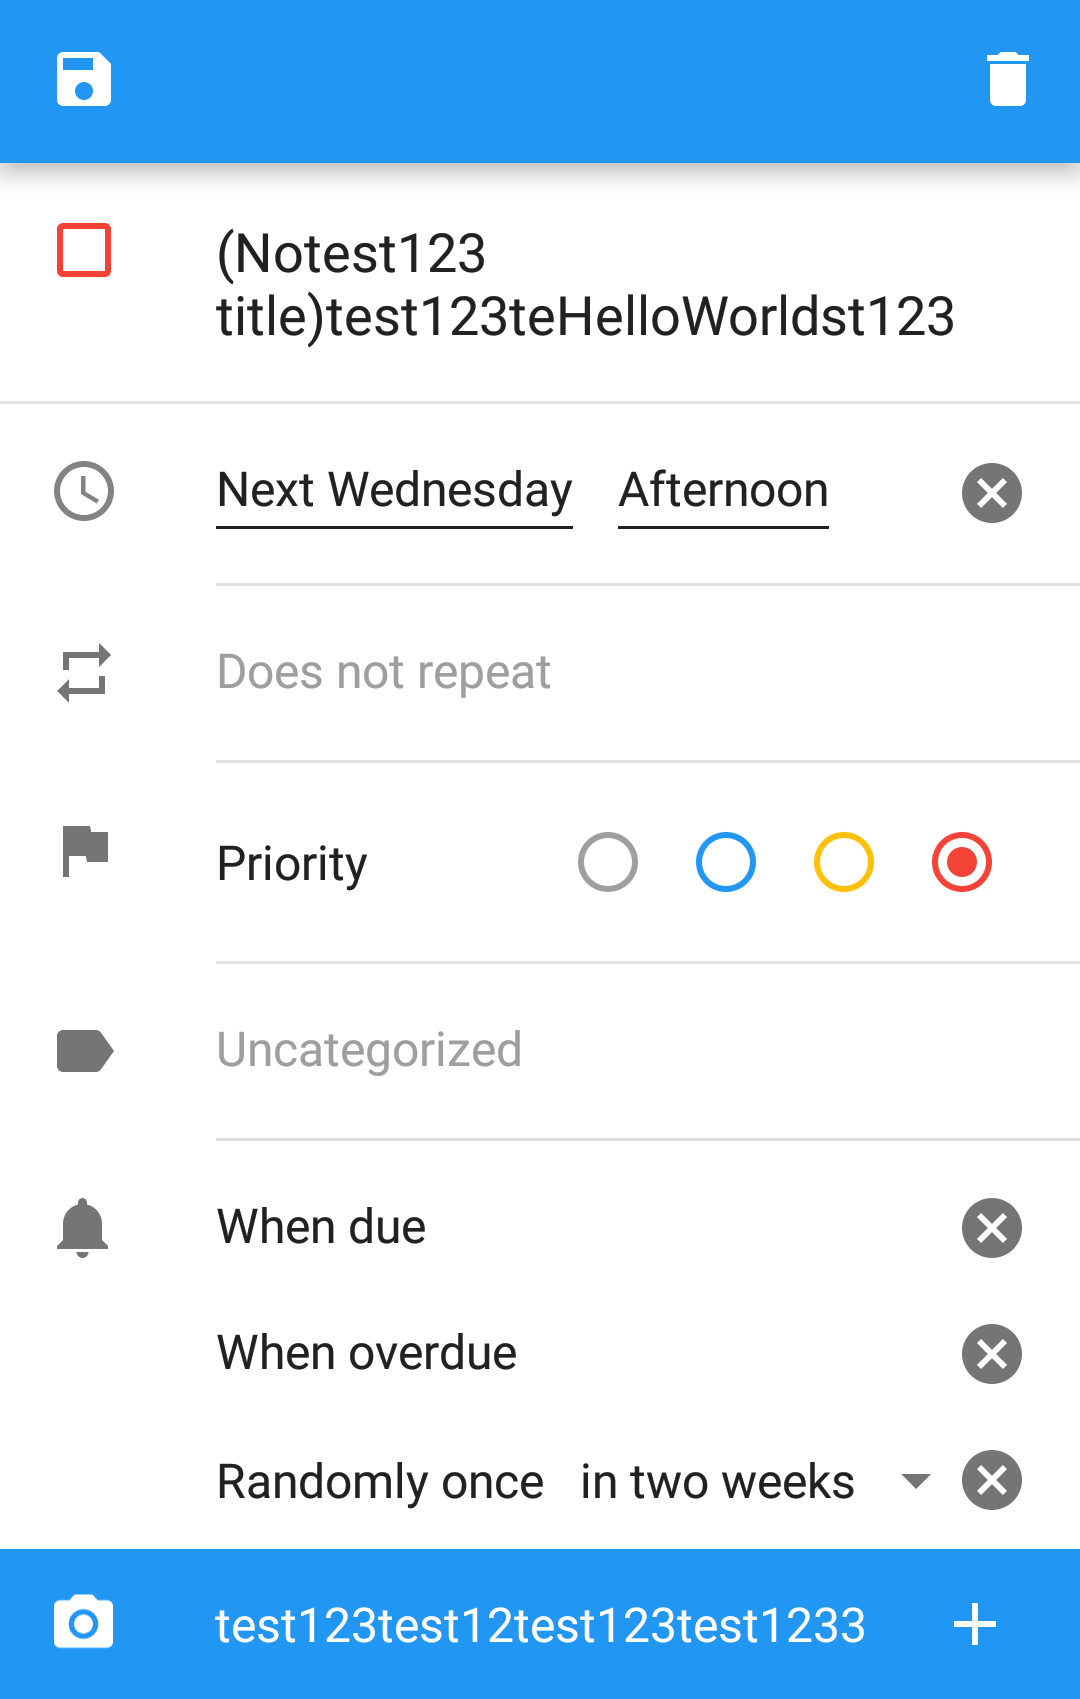 (Notest123
title)test123teHelloWorldst123
Next Wednesday Afternoon
Does not repeat
Priority
Uncategorized
When due
When overdue
Randomly once in two weeks
test123test12test123test1233